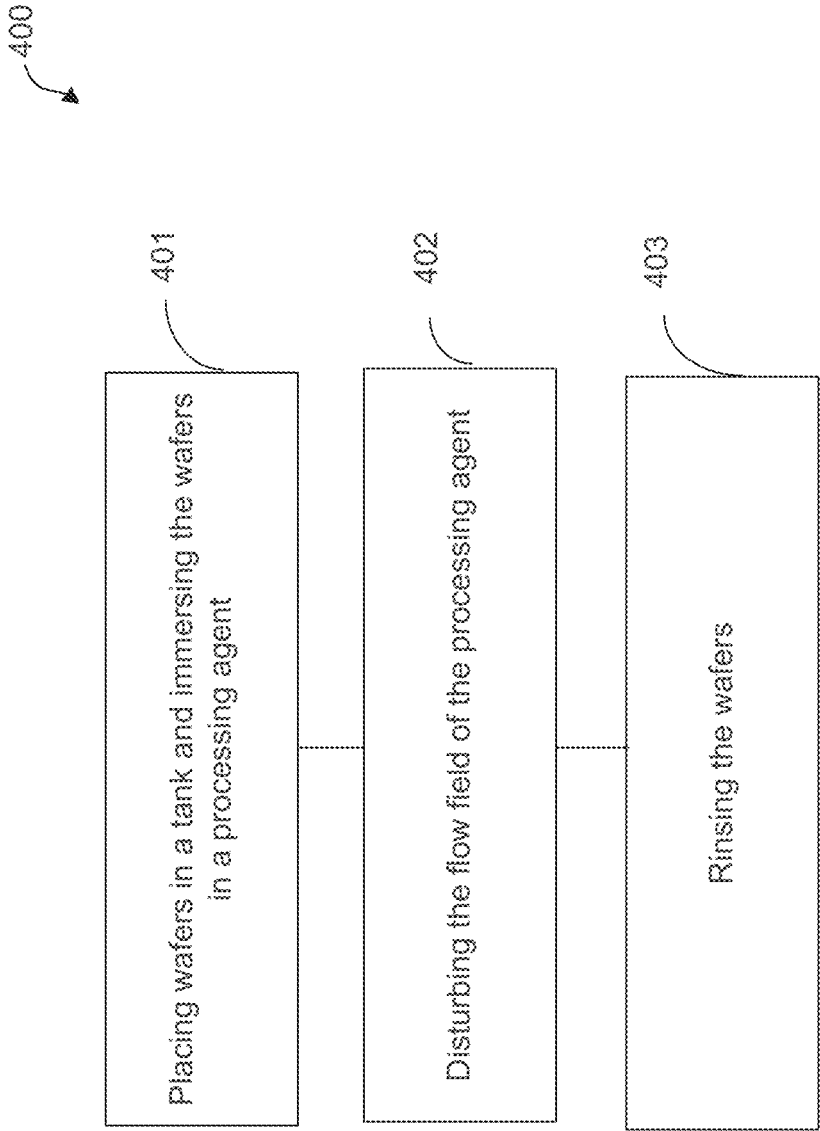 400
401
Placing wafers in a tank and immersing the wafers
in a processing agent
402
Disturbing the flow field of the processing agent
403
Rinsing the wafers